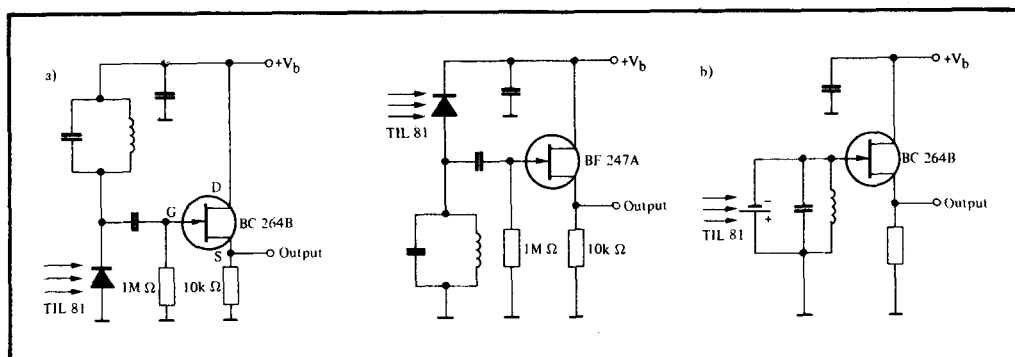 a)
+Vb
D
G
BC 264B
S
Output
TIL 81
1M Ω
10k Ω
+Vb
TIL 81
BF 247A
Output
1M Ω
10k Ω
b)
+Vb
BC 264B
TIL 81
−
+
Output